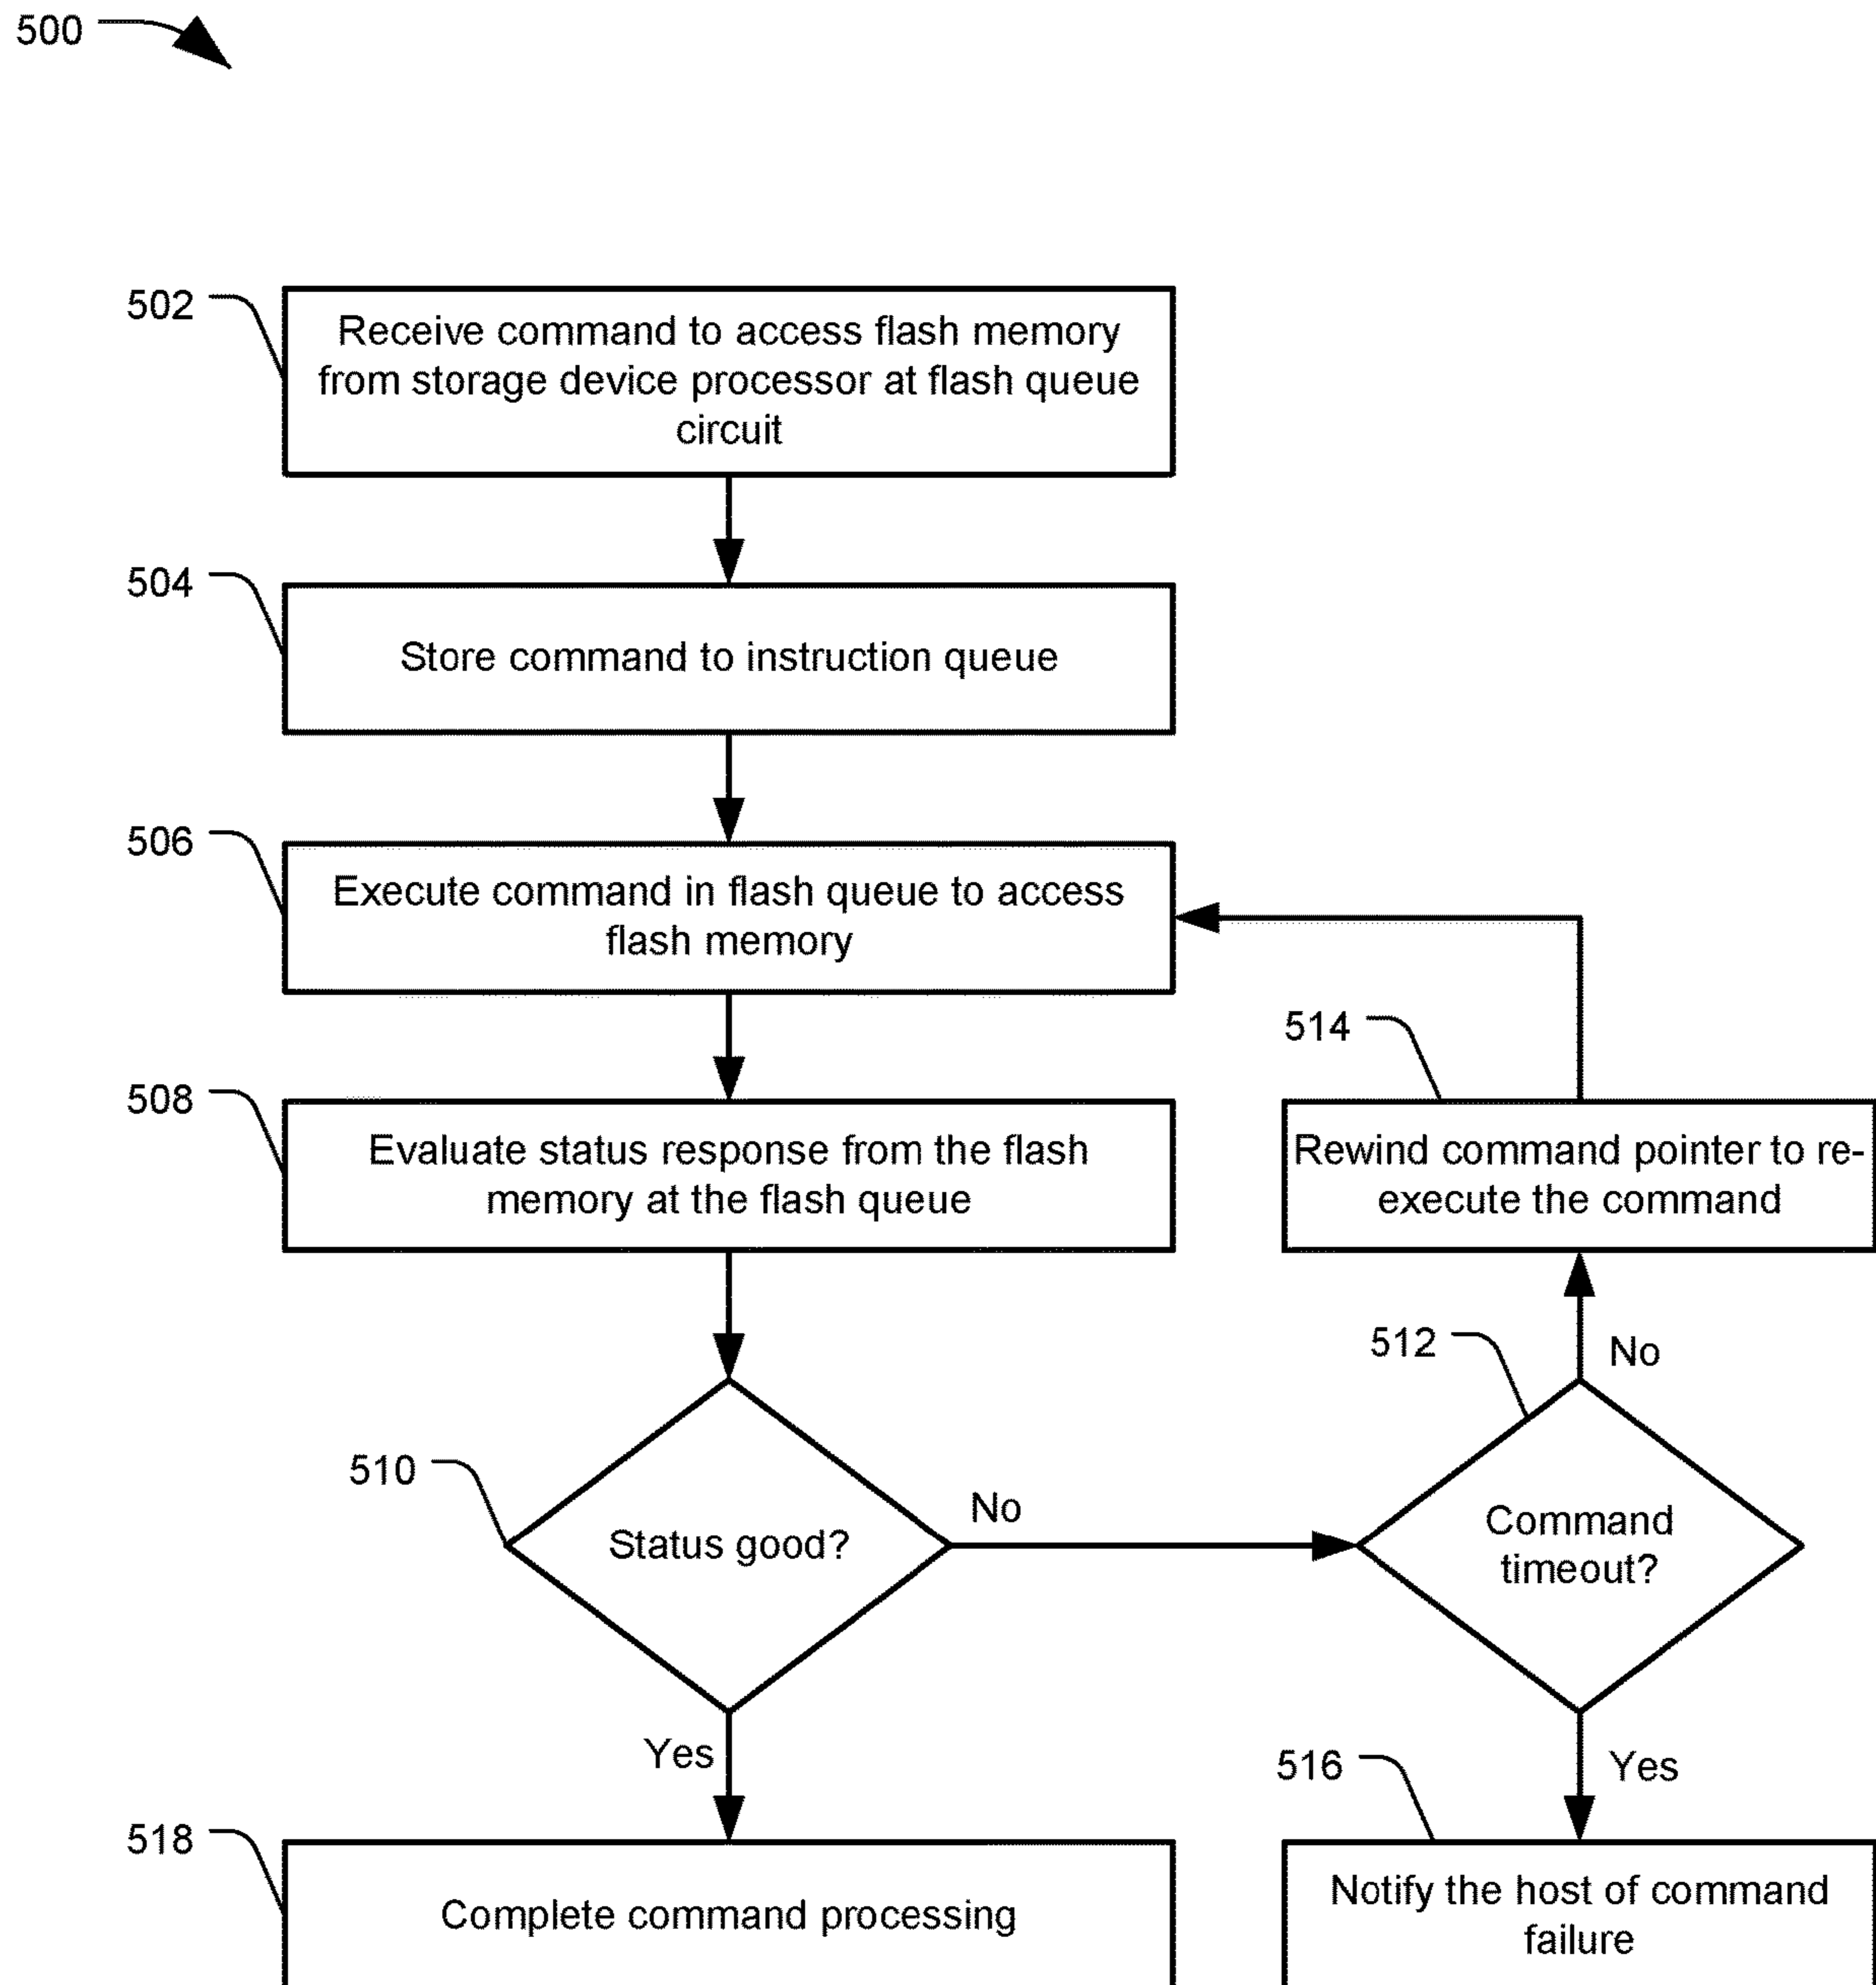 500
502
Receive command to access flash memory
from storage device processor at flash queue
circuit
504
Store command to instruction queue
506
Execute command in flash queue to access
flash memory
508
Evaluate status response from the flash
memory at the flash queue
514
Rewind command pointer to re-
execute the command
510
Status good?
No
Yes
512
Command
timeout?
No
Yes
518
Complete command processing
516
Notify the host of command
failure